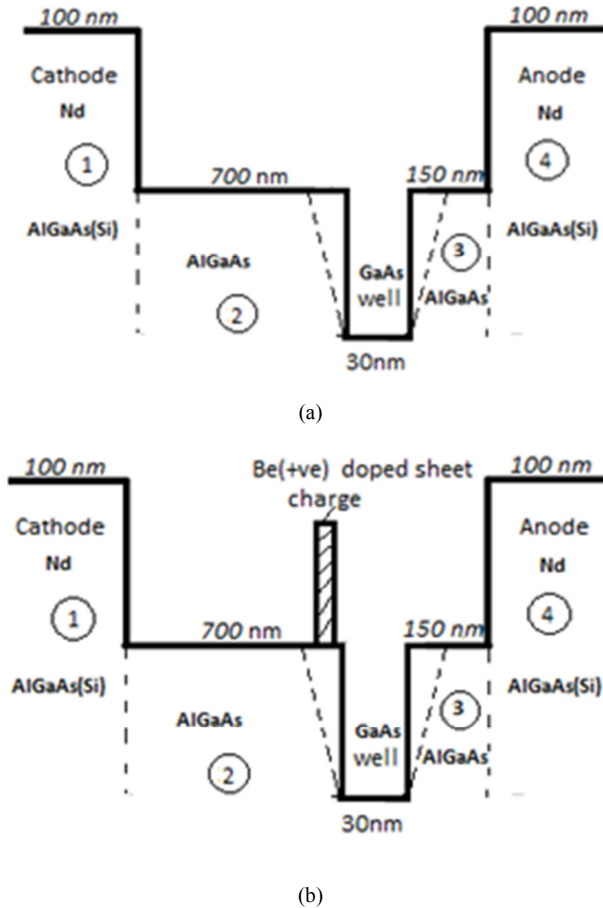 100 nm
100 nm
Cathode
Anode
Nd
Nd
1
4
700 nm
150 nm
AlGaAs(Si)
AlGaAs(Si)
AlGaAs
GaAs
well
3
AlGaAs
2
30nm
(a)
100 nm
100 nm
Be(+ve) doped sheet
charge
Cathode
Anode
Nd
Nd
1
4
700 nm
150 nm
AlGaAs(Si)
AlGaAs(Si)
AlGaAs
GaAs
well
3
AlGaAs
2
30nm
(b)